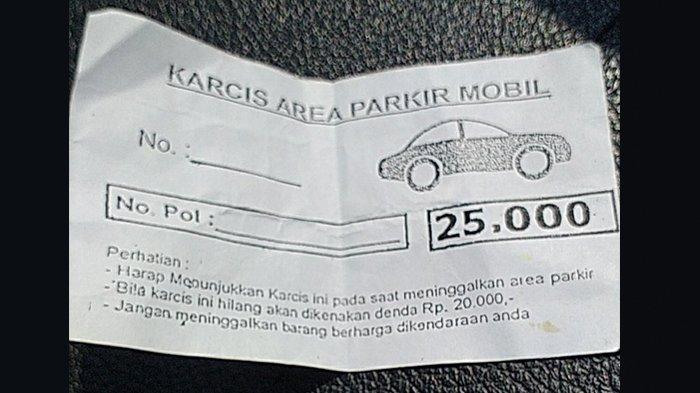 KARCIS AREA PARKIR MOBIL
No. :
No. Pol :
25.000
Perhatian :
- Harap Menunjukkan Karcis ini pada saat meninggalkan area parkir
- Bila karcis ini hilang akan dikenakan denda Rp. 20.000,-
- Jangan meninggalkan barang berharga dikendaraan anda